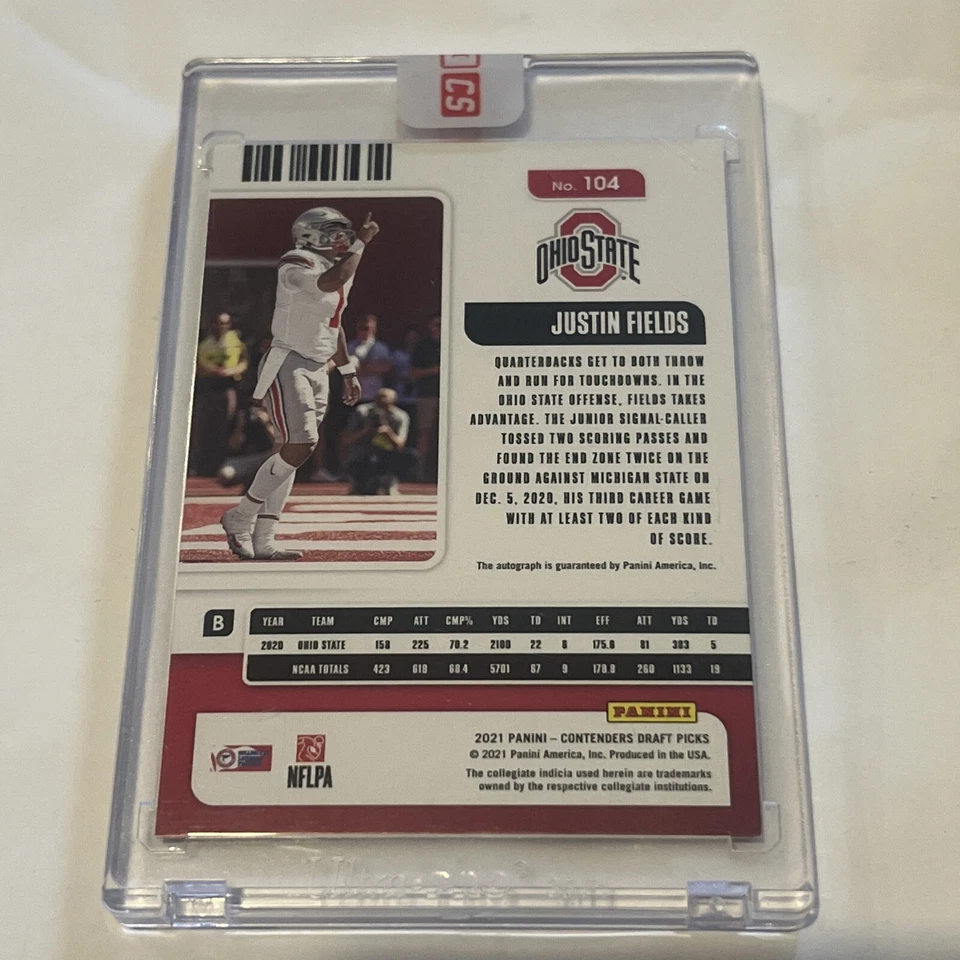 CS
No. 104
OHIO STATE
JUSTIN FIELDS
QUARTERBACKS GET TO BOTH THROW
AND RUN FOR TOUCHDOWNS. IN THE
OHIO STATE OFFENSE, FIELDS TAKES
ADVANTAGE. THE JUNIOR SIGNAL-CALLER
TOSSED TWO SCORING PASSES AND
FOUND THE END ZONE TWICE ON THE
GROUND AGAINST MICHIGAN STATE ON
DEC. 5, 2020, HIS THIRD CAREER GAME
WITH AT LEAST TWO OF EACH KIND
OF SCORE.
The autograph is guaranteed by Panini America, Inc.
1
B
YEAR TEAM CMP ATT CMP% YDS TD INT EFF ATT YDS TD
2020 OHIO STATE 158 225 70.2 2100 22 6 175.6 81 383 5
NCAA TOTALS 423 618 68.4 5701 67 9 178.8 260 1133 19
PANINI
2021 PANINI – CONTENDERS DRAFT PICKS
© 2021 Panini America, Inc. Produced in the USA.
The collegiate indicia used herein are trademarks
owned by the respective collegiate institutions.
NFLPA